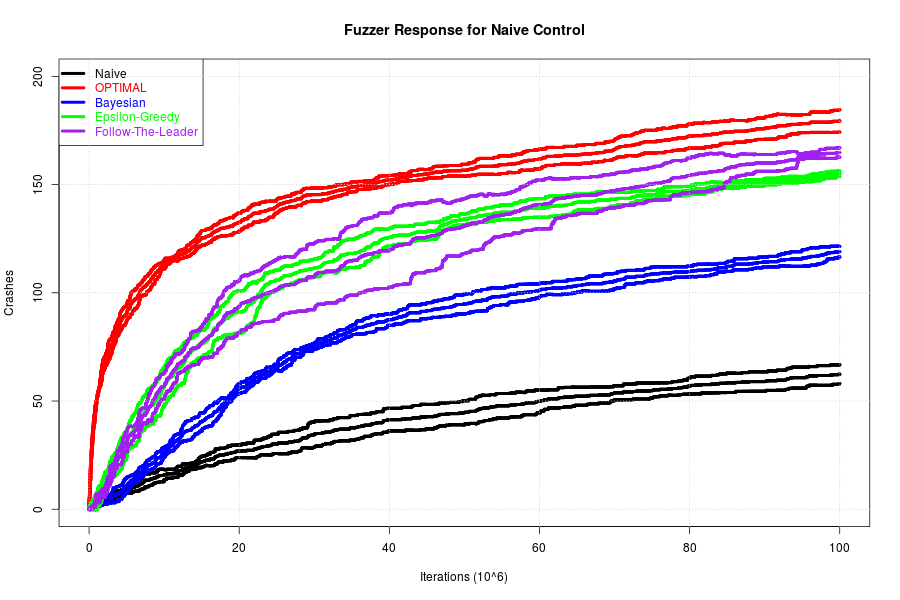 Fuzzer Response for Naive Control
Naive
OPTIMAL
Bayesian
Epsilon-Greedy
Follow-The-Leader
Crashes
200
150
100
50
0
0 20 40 60 80 100
Iterations (10^6)